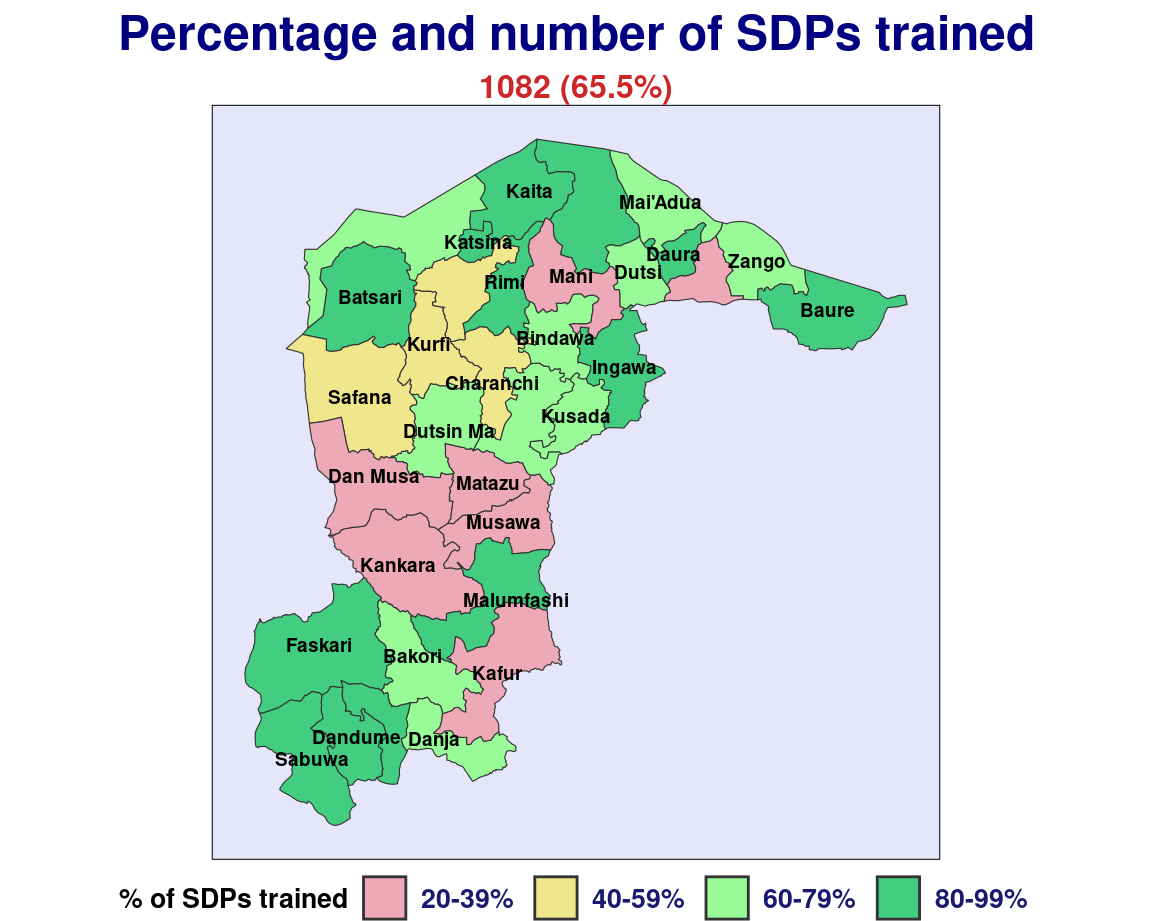 Percentage and number of SDPs trained
1082 (65.5%)
Kaita
Mai'Adua
Katsina
Daura
Zango
Dutsi
Mani
Rimi
Batsari
Baure
Bindawa
Kurfi
Ingawa
Charanchi
Safana
Kusada
Dutsin Ma
Dan Musa
Matazu
Musawa
Kankara
Malumfashi
Faskari
Bakori
Kafur
Dandume
Danja
Sabuwa
% of SDPs trained 20-39% 40-59% 60-79% 80-99%